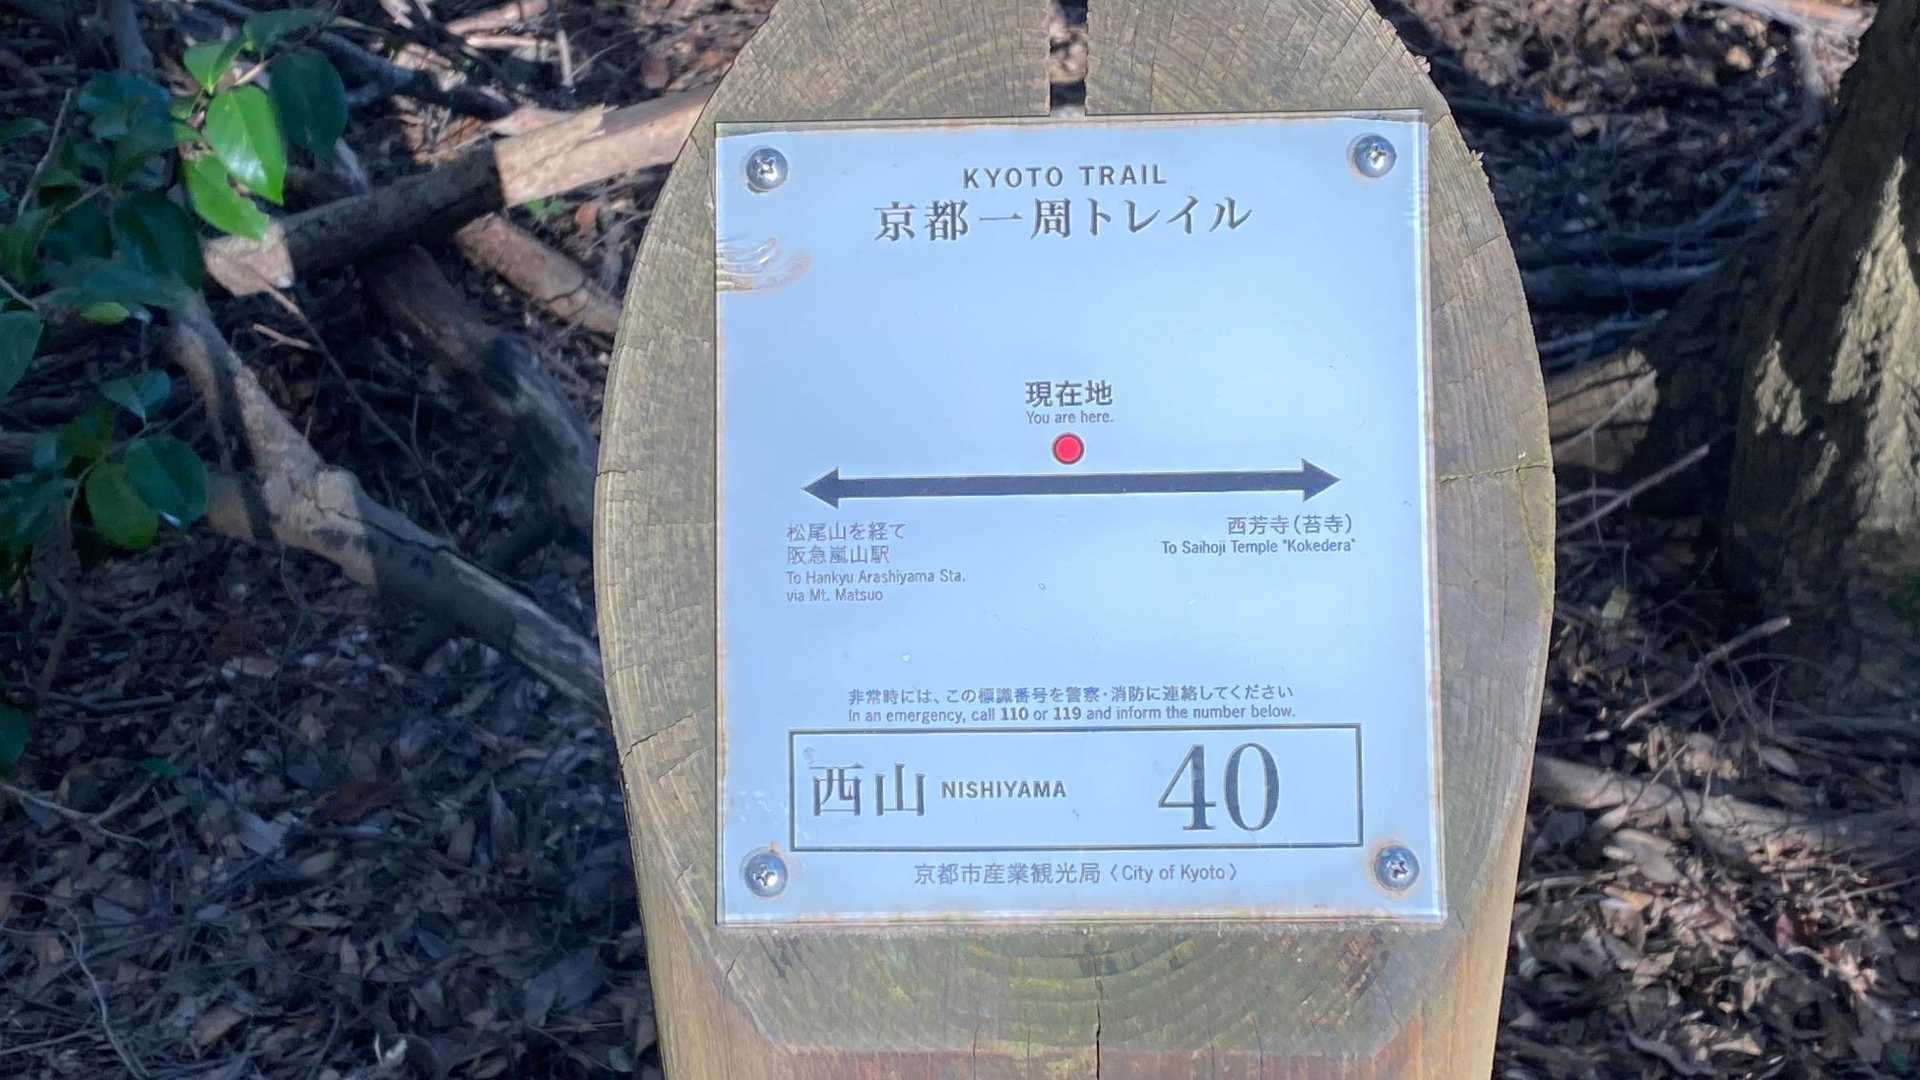 KYOTO TRAIL
京都一周トレイル
現在地
You are here.
松尾山を経て
阪急嵐山駅
To Hankyu Arashiyama Sta.
via Mt. Matsuo
西芳寺(苔寺)
To Saihoji Temple "Kokedera"
非常時には、この標識番号を警察・消防に連絡してください
In an emergency, call 110 or 119 and inform the number below.
西山 NISHIYAMA 40
京都市産業観光局〈City of Kyoto〉